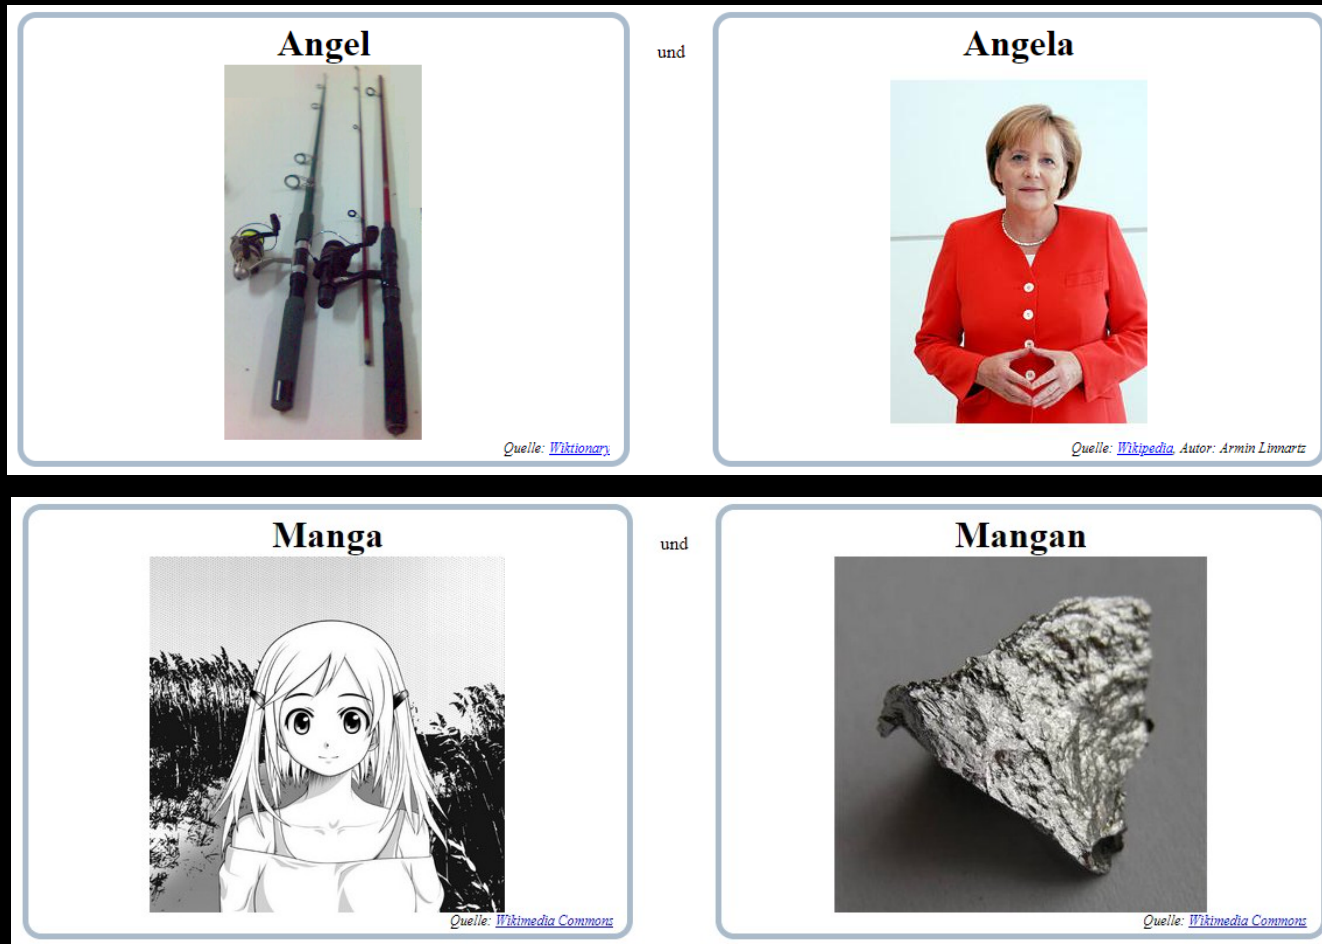 Angel
und
Angela
Quelle: Wiktionary
Quelle: Wikipedia, Autor: Armin Linnartz
Manga
und
Mangan
Quelle: Wikimedia Commons
Quelle: Wikimedia Commons